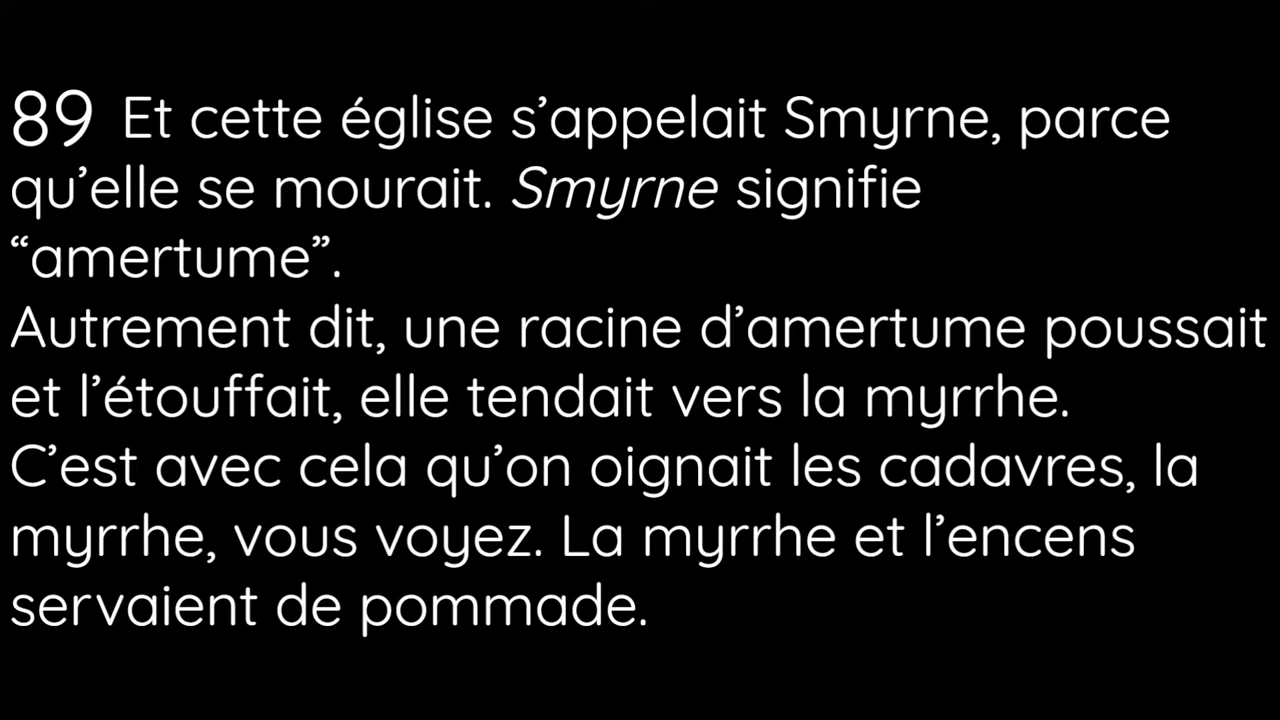 89 Et cette église s’appelait Smyrne, parce
qu’elle se mourait. Smyrne signifie
“amertume”.
Autrement dit, une racine d’amertume poussait
et l’étouffait, elle tendait vers la myrrhe.
C’est avec cela qu’on oignait les cadavres, la
myrrhe, vous voyez. La myrrhe et l’encens
servaient de pommade.